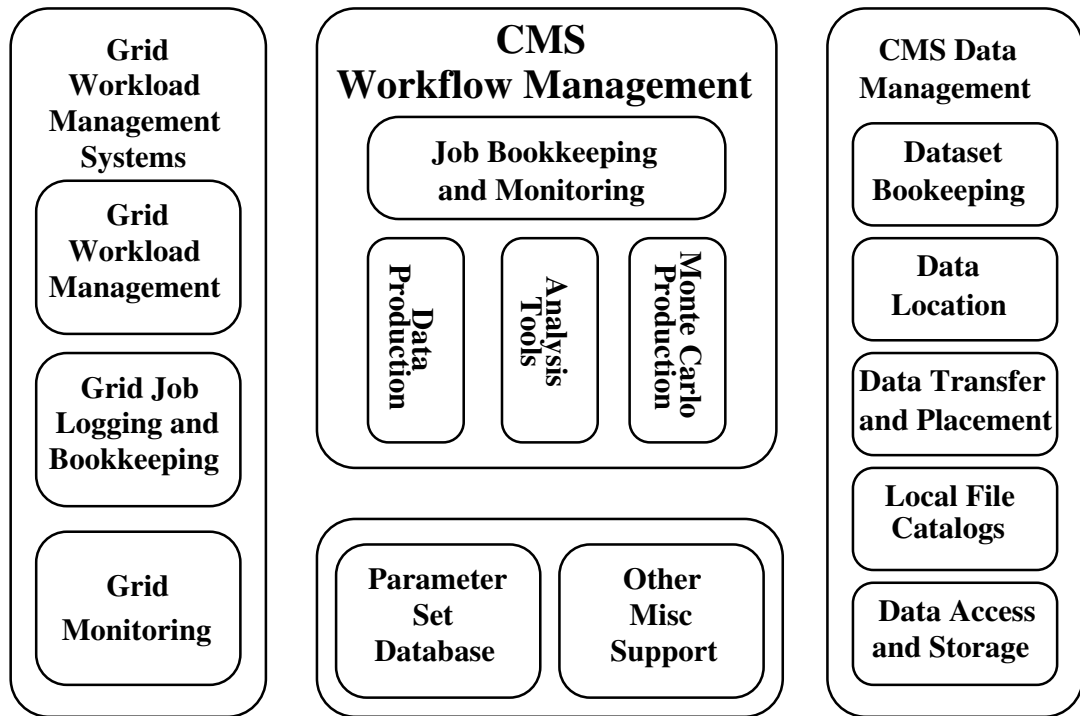 Grid
Workload
Management
Systems
Grid
Workload
Management
Grid Job
Logging and
Bookkeeping
Grid
Monitoring
CMS
Workflow Management
Job Bookkeeping
and Monitoring
Data
Production
Analysis
Tools
Monte Carlo
Production
Parameter
Set
Database
Other
Misc
Support
CMS Data
Management
Dataset
Bookeeping
Data
Location
Data Transfer
and Placement
Local File
Catalogs
Data Access
and Storage